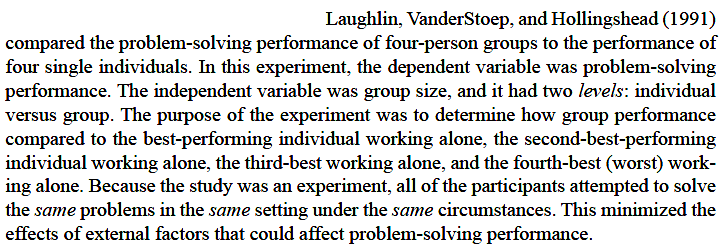 Laughlin, VanderStoep, and Hollingshead (1991)
compared the problem-solving performance of four-person groups to the performance of
four single individuals. In this experiment, the dependent variable was problem-solving
performance. The independent variable was group size, and it had two levels: individual
versus group. The purpose of the experiment was to determine how group performance
compared to the best-performing individual working alone, the second-best-performing
individual working alone, the third-best working alone, and the fourth-best (worst) work-
ing alone. Because the study was an experiment, all of the participants attempted to solve
the same problems in the same setting under the same circumstances. This minimized the
effects of external factors that could affect problem-solving performance.